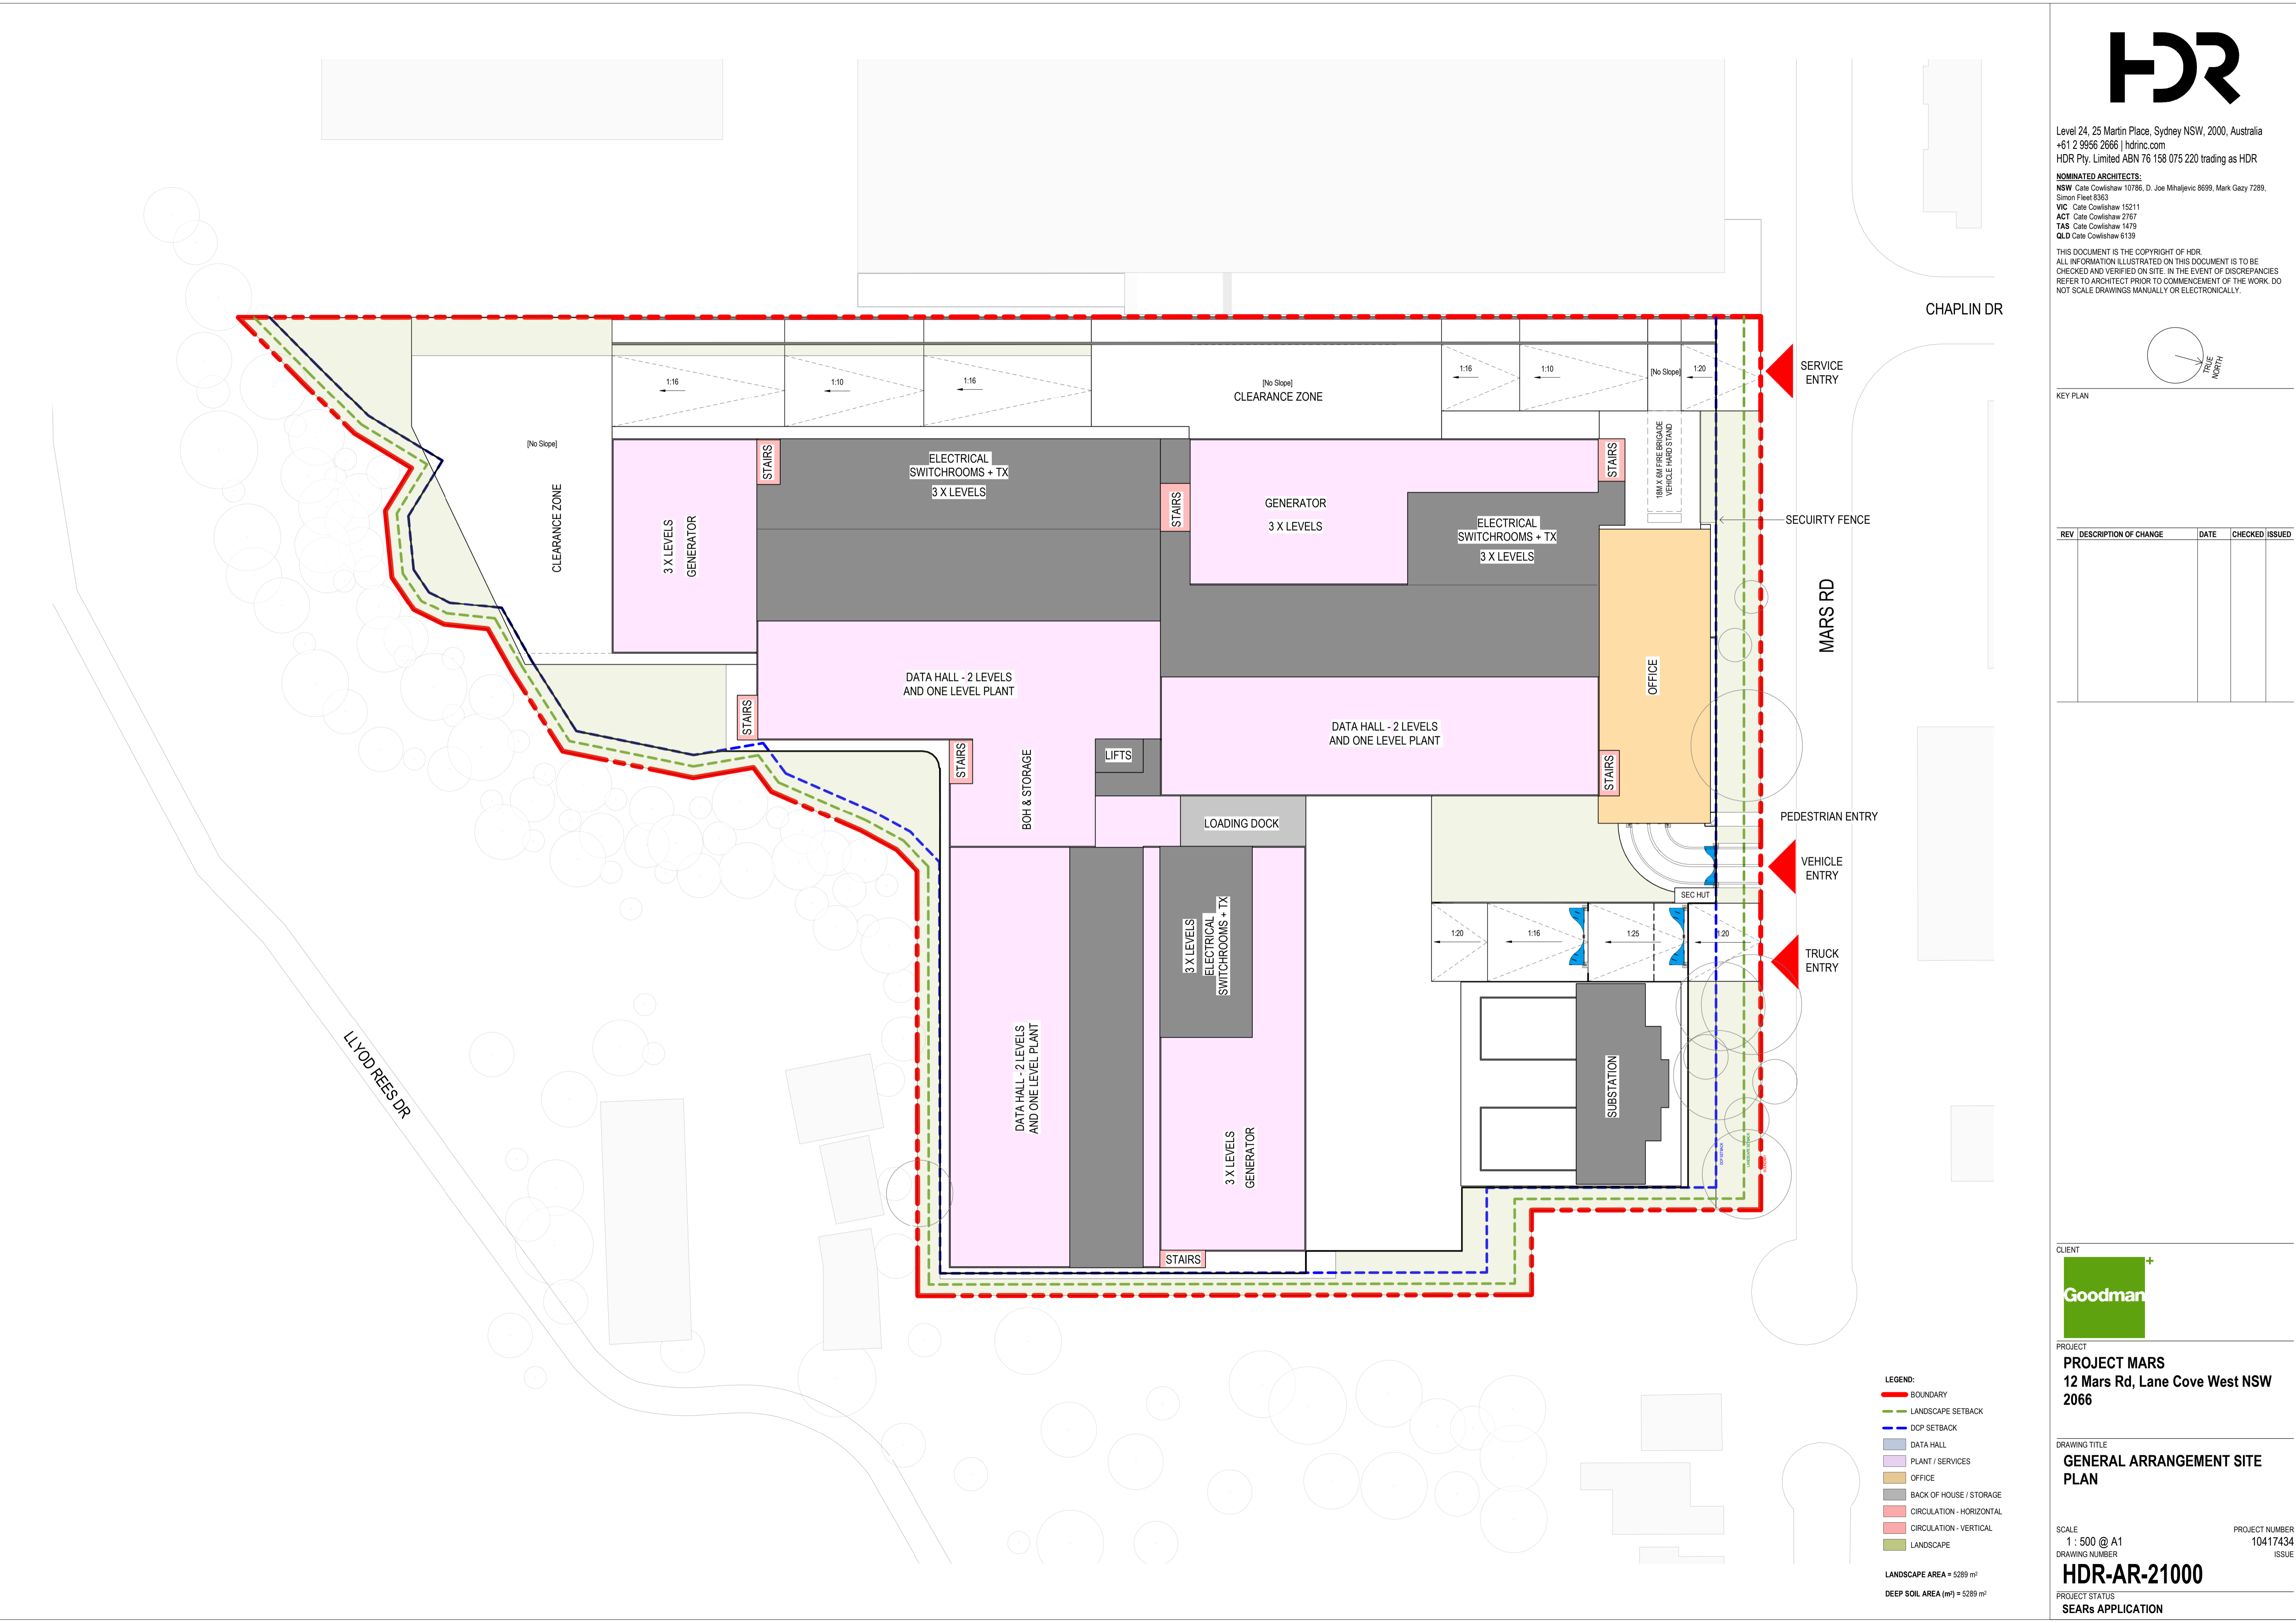 CHAPLIN DR
SERVICE
ENTRY
1:16
1:10
1:16
[No Slope]
CLEARANCE ZONE
1:16
1:10
[No Slope]
1:20
[No Slope]
CLEARANCE ZONE
18M X 6M FIRE BRIGADE
VEHICLE HARD STAND
SECUIRTY FENCE
3 X LEVELS
GENERATOR
STAIRS
ELECTRICAL
SWITCHROOMS + TX
3 X LEVELS
STAIRS
GENERATOR
3 X LEVELS
STAIRS
ELECTRICAL
SWITCHROOMS + TX
3 X LEVELS
OFFICE
MARS RD
DATA HALL - 2 LEVELS
AND ONE LEVEL PLANT
DATA HALL - 2 LEVELS
AND ONE LEVEL PLANT
STAIRS
STAIRS
BOH & STORAGE
LIFTS
STAIRS
LOADING DOCK
PEDESTRIAN ENTRY
VEHICLE
ENTRY
SEC HUT
1:20
1:16
1:25
1:20
TRUCK
ENTRY
3 X LEVELS
ELECTRICAL
SWITCHROOMS + TX
DATA HALL - 2 LEVELS
AND ONE LEVEL PLANT
3 X LEVELS
GENERATOR
SUBSTATION
DCP SETBACK
LANDSCAPE SETBACK
BOUNDARY
STAIRS
LLYOD REES DR
LEGEND:
BOUNDARY
LANDSCAPE SETBACK
DCP SETBACK
DATA HALL
PLANT / SERVICES
OFFICE
BACK OF HOUSE / STORAGE
CIRCULATION - HORIZONTAL
CIRCULATION - VERTICAL
LANDSCAPE
LANDSCAPE AREA = 5289 m²
DEEP SOIL AREA (m²) = 5289 m²
HDR
Level 24, 25 Martin Place, Sydney NSW, 2000, Australia
+61 2 9956 2666 | hdrinc.com
HDR Pty. Limited ABN 76 158 075 220 trading as HDR
NOMINATED ARCHITECTS:
NSW Cate Cowlishaw 10786, D. Joe Mihaljevic 8699, Mark Gazy 7289,
Simon Fleet 8363
VIC Cate Cowlishaw 15211
ACT Cate Cowlishaw 2767
TAS Cate Cowlishaw 1479
QLD Cate Cowlishaw 6139
THIS DOCUMENT IS THE COPYRIGHT OF HDR.
ALL INFORMATION ILLUSTRATED ON THIS DOCUMENT IS TO BE
CHECKED AND VERIFIED ON SITE. IN THE EVENT OF DISCREPANCIES
REFER TO ARCHITECT PRIOR TO COMMENCEMENT OF THE WORK. DO
NOT SCALE DRAWINGS MANUALLY OR ELECTRONICALLY.
TRUE
NORTH
KEY PLAN
REV DESCRIPTION OF CHANGE DATE CHECKED ISSUED
CLIENT
Goodman
PROJECT
PROJECT MARS
12 Mars Rd, Lane Cove West NSW
2066
DRAWING TITLE
GENERAL ARRANGEMENT SITE
PLAN
SCALE PROJECT NUMBER
1 : 500 @ A1 10417434
DRAWING NUMBER ISSUE
HDR-AR-21000
PROJECT STATUS
SEARs APPLICATION